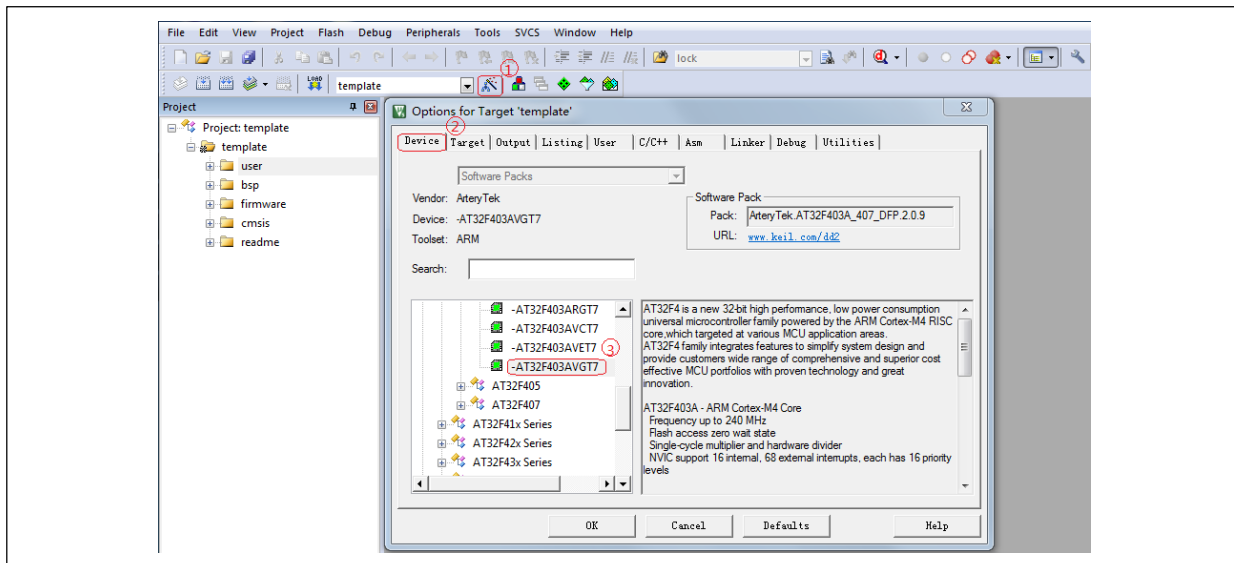 File Edit View Project Flash Debug Peripherals Tools SVCS Window Help
lock
①
LOAD template
Project
Project: template
template
user
bsp
firmware
cmsis
readme
Options for Target 'template'
②
Device Target Output Listing User C/C++ Asm Linker Debug Utilities
Software Packs
Vendor: ArteryTek
Device: -AT32F403AVGT7
Toolset: ARM
Software Pack
Pack: ArteryTek.AT32F403A_407_DFP.2.0.9
URL: www.keil.com/dd2
Search:
-AT32F403ARGT7
-AT32F403AVCT7
-AT32F403AVET7 ③
-AT32F403AVGT7
AT32F405
AT32F407
AT32F41x Series
AT32F42x Series
AT32F43x Series
AT32F4 is a new 32-bit high performance, low power consumption
universal microcontroller family powered by the ARM Cortex-M4 RISC
core,which targeted at various MCU application areas.
AT32F4 family integrates features to simplify system design and
provide customers wide range of comprehensive and superior cost
effective MCU portfolios with proven technology and great
innovation.
AT32F403A - ARM Cortex-M4 Core
Frequency up to 240 MHz
Flash access zero wait state
Single-cycle multiplier and hardware divider
NVIC support 16 internal, 68 external interrupts, each has 16 priority
levels
OK Cancel Defaults Help